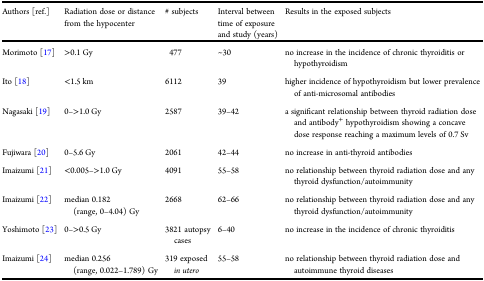 Authors [ref.] Radiation dose or distance # subjects Interval between Results in the exposed subjects
from the hypocenter time of exposure
and study (years)
Morimoto [17] >0.1 Gy 477 ~30 no increase in the incidence of chronic thyroiditis or
hypothyroidism
Ito [18] <1.5 km 6112 39 higher incidence of hypothyroidism but lower prevalence
of anti-microsomal antibodies
Nagasaki [19] 0–>1.0 Gy 2587 39–42 a significant relationship between thyroid radiation dose
and antibody+ hypothyroidism showing a concave
dose response reaching a maximum levels of 0.7 Sv
Fujiwara [20] 0–5.6 Gy 2061 42–44 no increase in anti-thyroid antibodies
Imaizumi [21] <0.005–>1.0 Gy 4091 55–58 no relationship between thyroid radiation dose and any
thyroid dysfunction/autoimmunity
Imaizumi [22] median 0.182 2668 62–66 no relationship between thyroid radiation dose and any
(range, 0–4.04) Gy thyroid dysfunction/autoimmunity
Yoshimoto [23] 0–>0.5 Gy 3821 autopsy 6–40 no increase in the incidence of chronic thyroiditis
cases
Imaizumi [24] median 0.256 319 exposed 55–58 no relationship between thyroid radiation dose and
(range, 0.022–1.789) Gy in utero autoimmune thyroid diseases